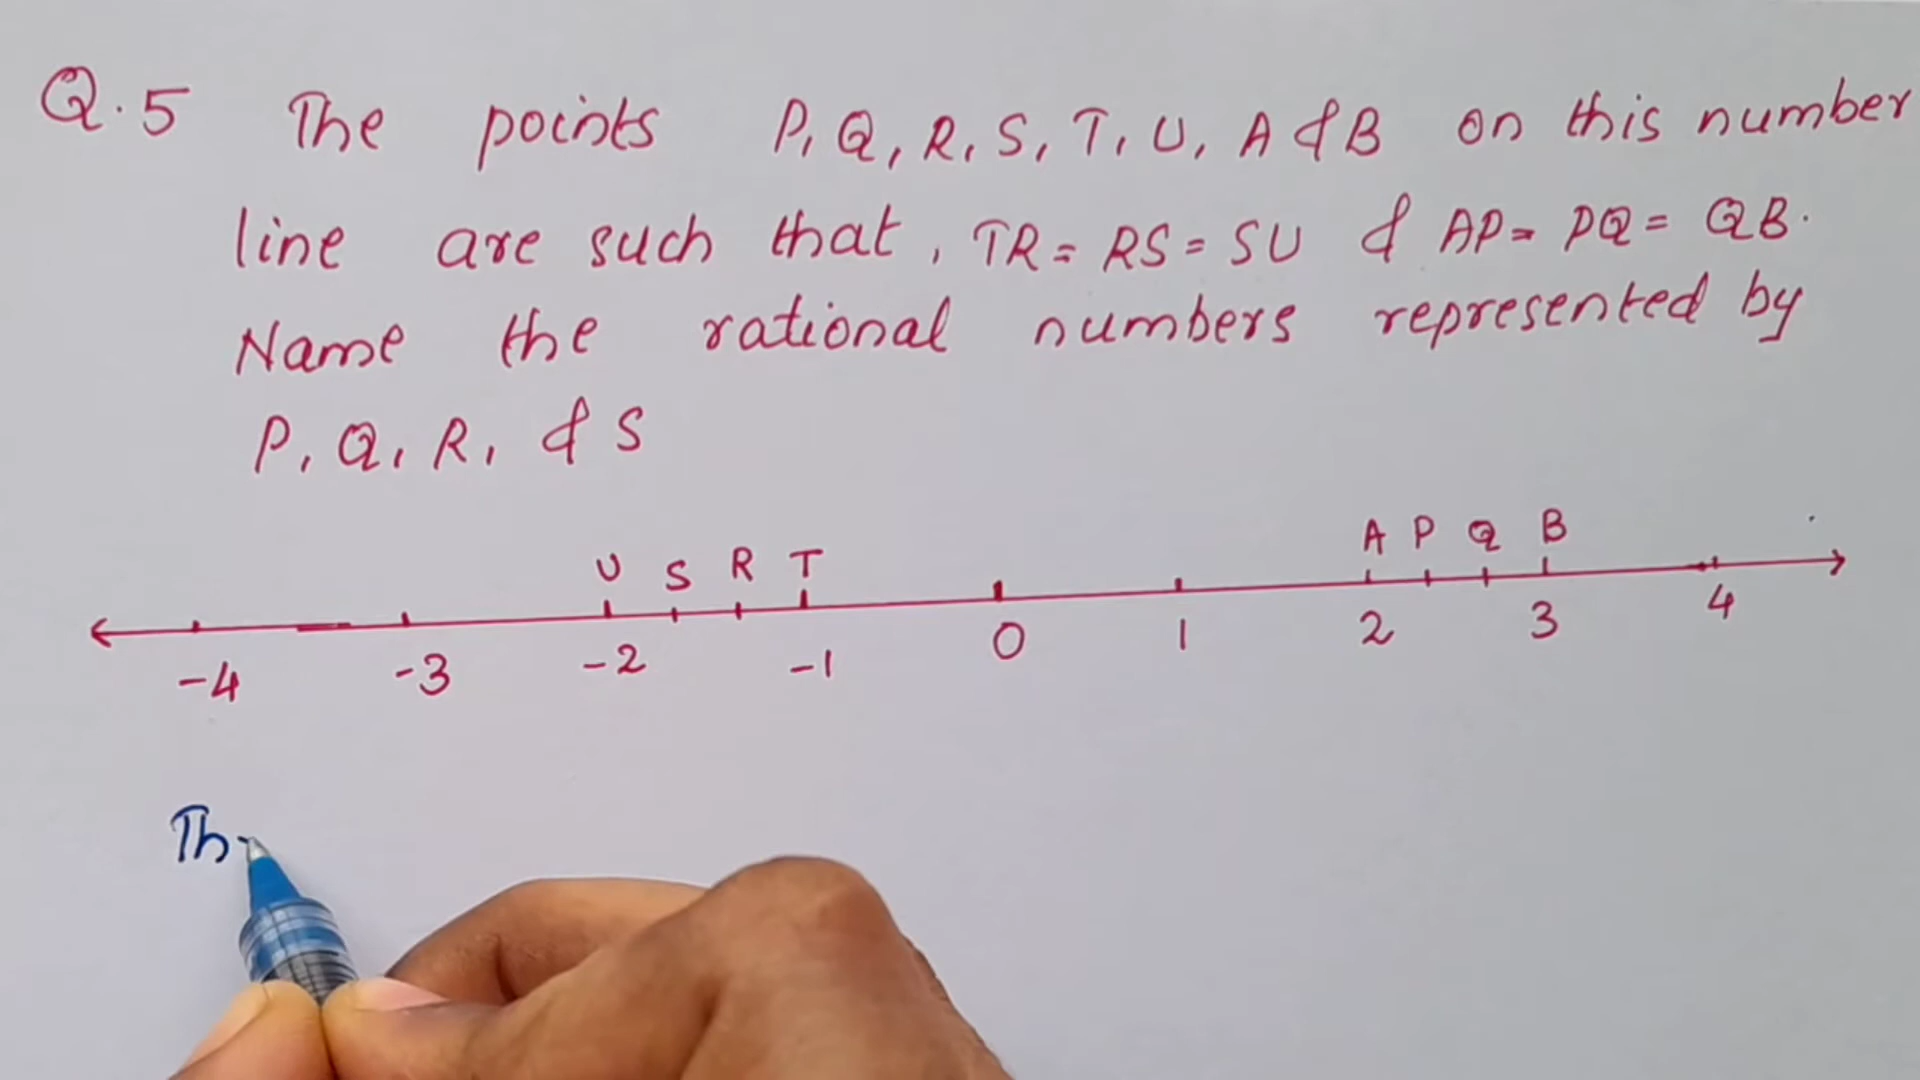 Q.5 The points P, Q, R, S, T, U, A & B on this number
line are such that, TR = RS = SU & AP = PQ = QB.
Name the rational numbers represented by
P, Q, R, & S
U S R T A P Q B
-4 -3 -2 -1 0 1 2 3 4
Th